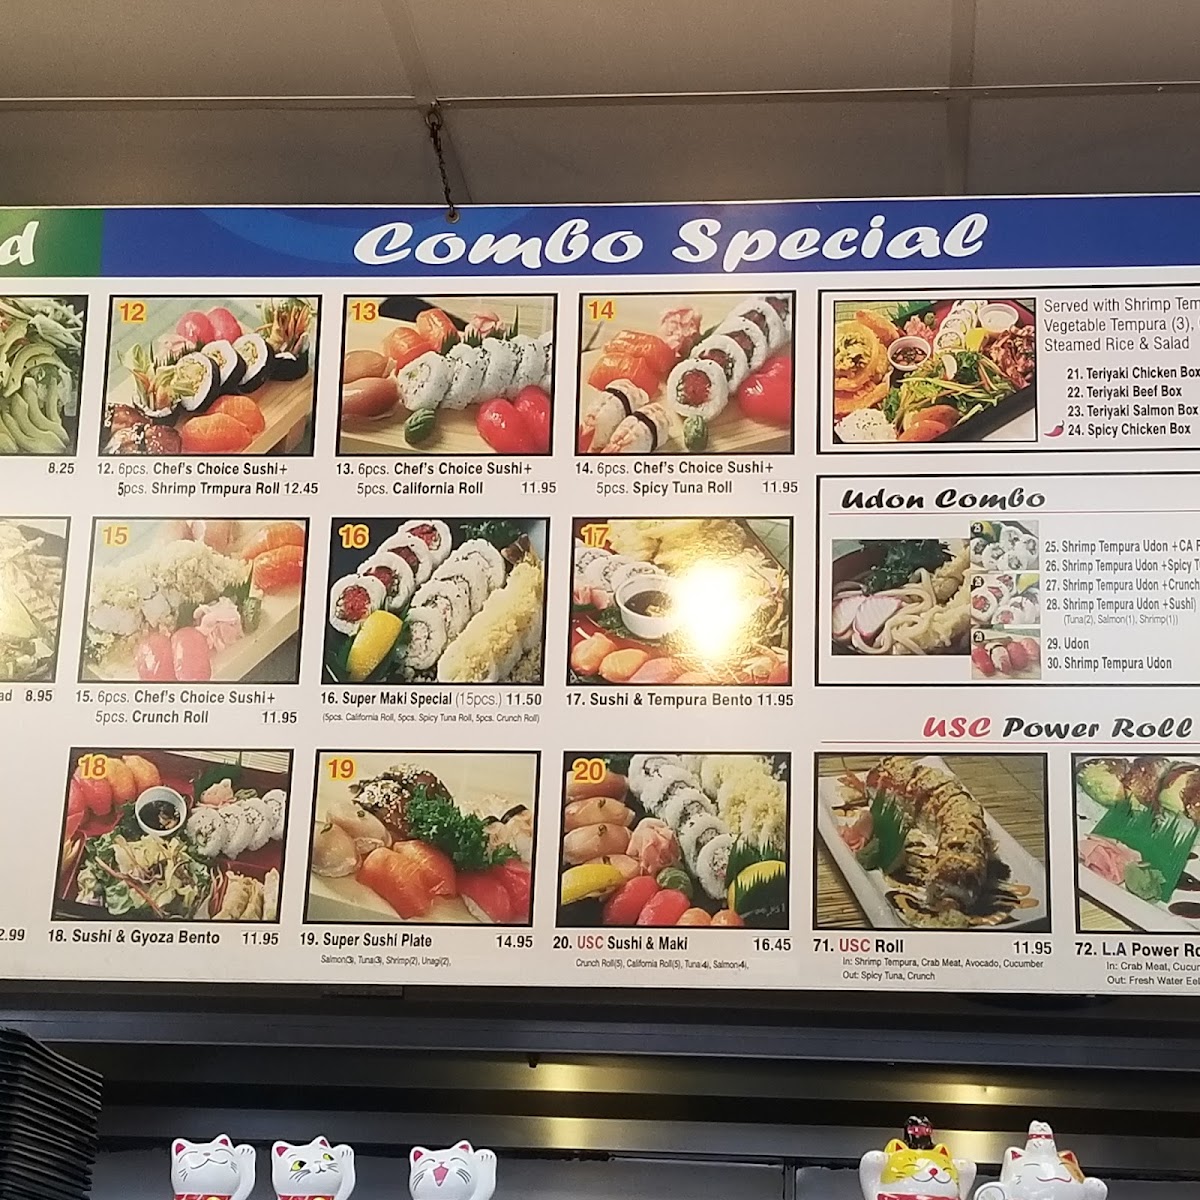 d
Combo Special
12
13
14
8.25
12. 6pcs. Chef's Choice Sushi+
5pcs. Shrimp Trmpura Roll 12.45
13. 6pcs. Chef's Choice Sushi+
5pcs. California Roll 11.95
14. 6pcs. Chef's Choice Sushi+
5pcs. Spicy Tuna Roll 11.95
Served with Shrimp Tem
Vegetable Tempura (3),
Steamed Rice & Salad
21. Teriyaki Chicken Box
22. Teriyaki Beef Box
23. Teriyaki Salmon Box
24. Spicy Chicken Box
15
16
17
ad 8.95
15. 6pcs. Chef's Choice Sushi+
5pcs. Crunch Roll 11.95
16. Super Maki Special (15pcs.) 11.50
(5pcs. California Roll, 5pcs. Spicy Tuna Roll, 5pcs. Crunch Roll)
17. Sushi & Tempura Bento 11.95
Udon Combo
25. Shrimp Tempura Udon +CA R
26. Shrimp Tempura Udon +Spicy T
27. Shrimp Tempura Udon +Crunch
28. Shrimp Tempura Udon +Sushi)
(Tuna(2), Salmon(1), Shrimp(1))
29. Udon
30. Shrimp Tempura Udon
18
19
20
2.99
18. Sushi & Gyoza Bento 11.95
19. Super Sushi Plate 14.95
Salmon(3), Tuna(3), Shrimp(2), Unagi(2),
20. USC Sushi & Maki 16.45
Crunch Roll(5), California Roll(5), Tuna(4), Salmon(4),
USC Power Roll
71. USC Roll 11.95
In: Shrimp Tempura, Crab Meat, Avocado, Cucumber
Out: Spicy Tuna, Crunch
72. L.A Power Ro
In: Crab Meat, Cucum
Out: Fresh Water Eel